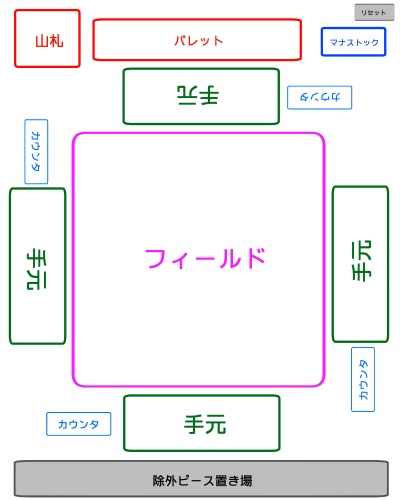 リセット
山札
パレット
マナストック
手元
カウンタ
カウンタ
手元
フィールド
手元
カウンタ
カウンタ
手元
除外ピース置き場